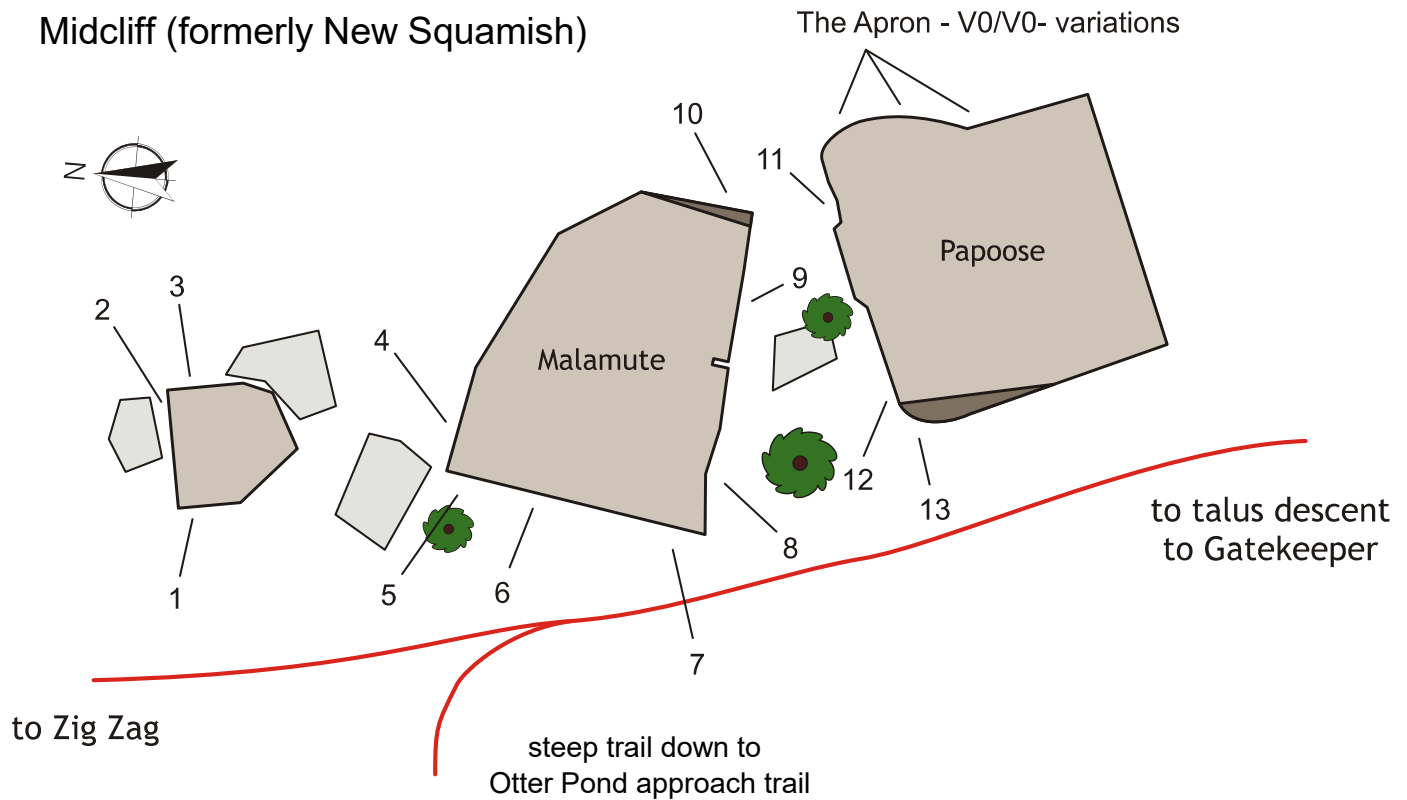 Midcliff (formerly New Squamish)
The Apron - V0/V0- variations
N
10
11
Papoose
9
3
2
4
Malamute
12
13
to talus descent
to Gatekeeper
8
5
6
1
7
to Zig Zag
steep trail down to
Otter Pond approach trail